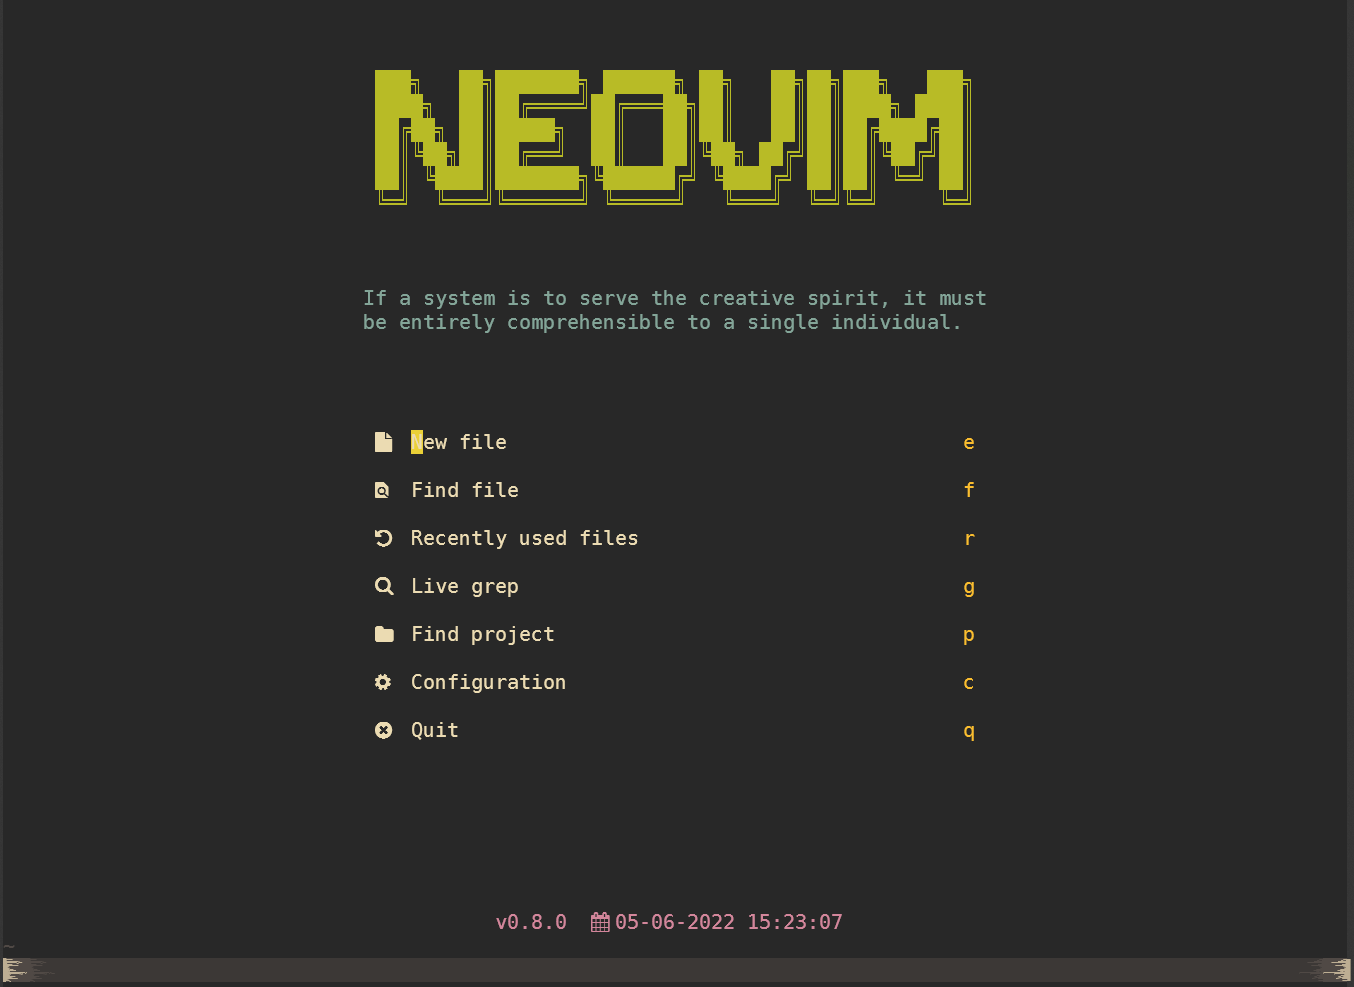 NEOVIM
If a system is to serve the creative spirit, it must
be entirely comprehensible to a single individual.
New file e
Find file f
Recently used files r
Live grep g
Find project p
Configuration c
Quit q
v0.8.0 05-06-2022 15:23:07
~